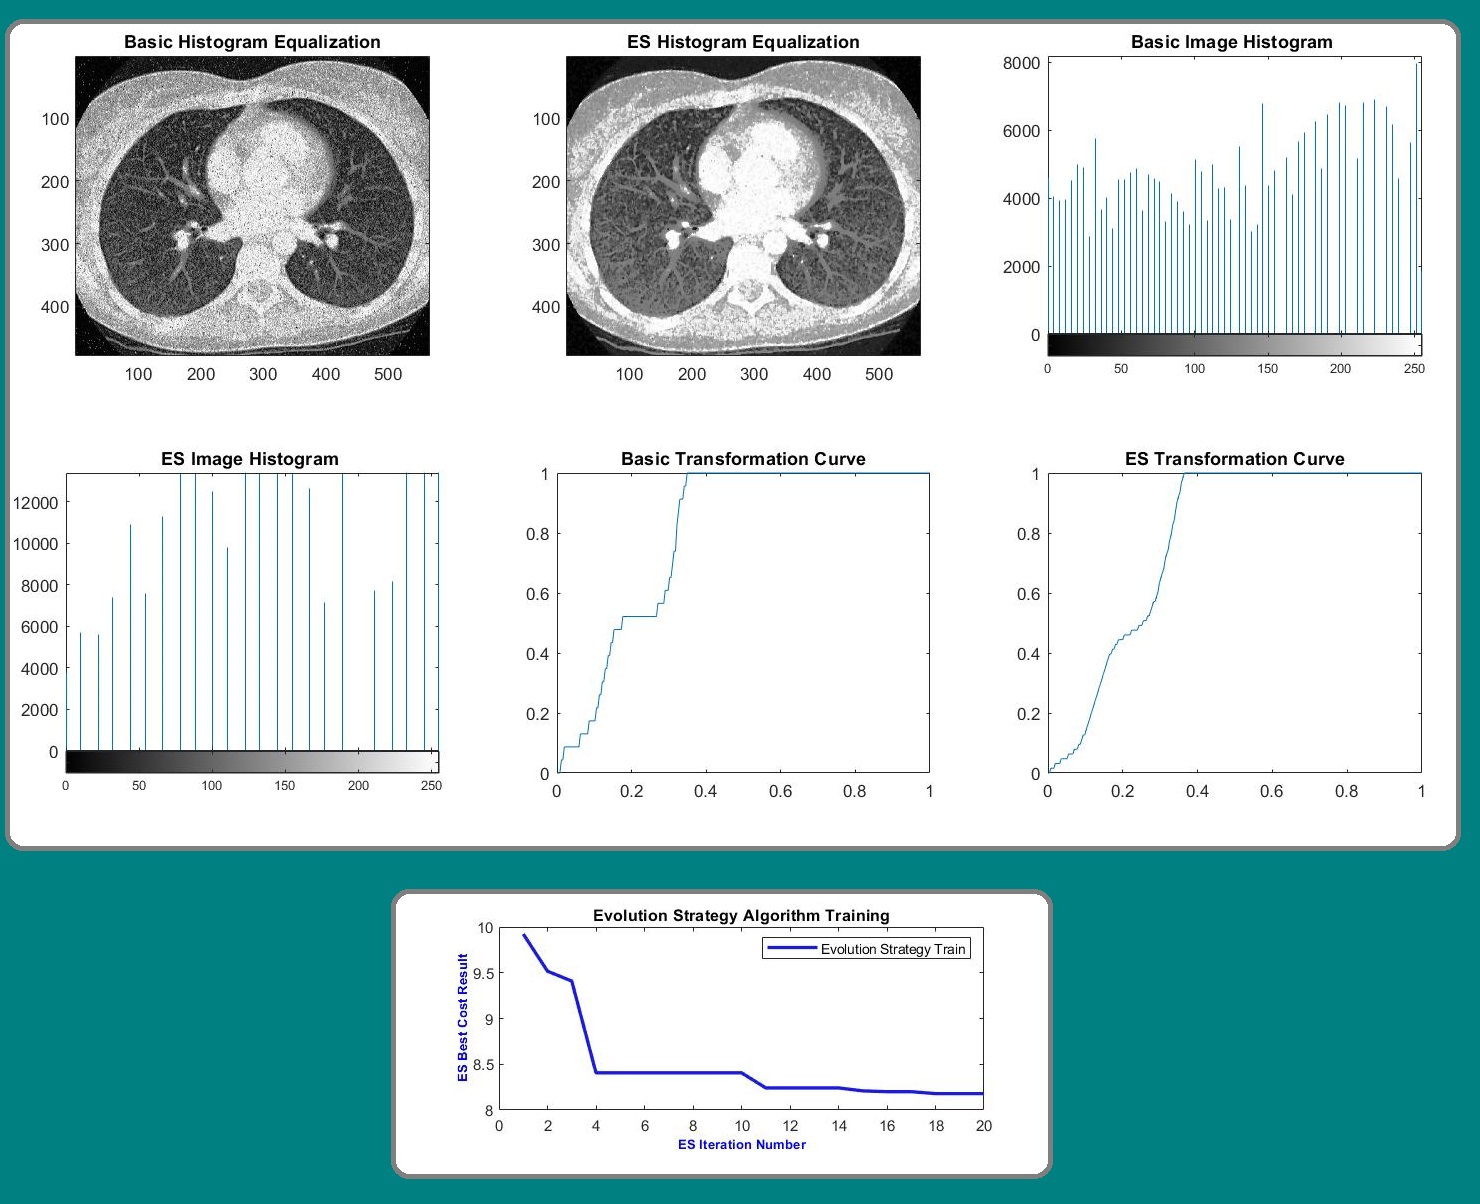 Basic Histogram Equalization
100
200
300
400
100 200 300 400 500
ES Histogram Equalization
100
200
300
400
100 200 300 400 500
Basic Image Histogram
8000
6000
4000
2000
0
0 50 100 150 200 250
ES Image Histogram
12000
10000
8000
6000
4000
2000
0
0 50 100 150 200 250
Basic Transformation Curve
1
0.8
0.6
0.4
0.2
0
0 0.2 0.4 0.6 0.8 1
ES Transformation Curve
1
0.8
0.6
0.4
0.2
0
0 0.2 0.4 0.6 0.8 1
Evolution Strategy Algorithm Training
Evolution Strategy Train
ES Best Cost Result
10
9.5
9
8.5
8
0 2 4 6 8 10 12 14 16 18 20
ES Iteration Number